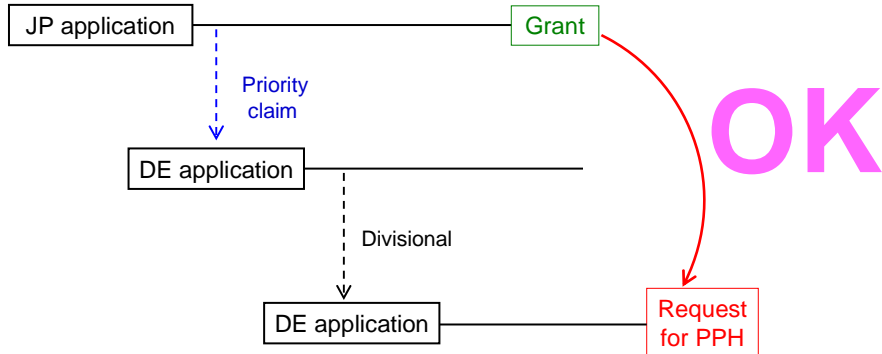 JP application
Grant
Priority
claim
OK
DE application
Divisional
DE application
Request
for PPH